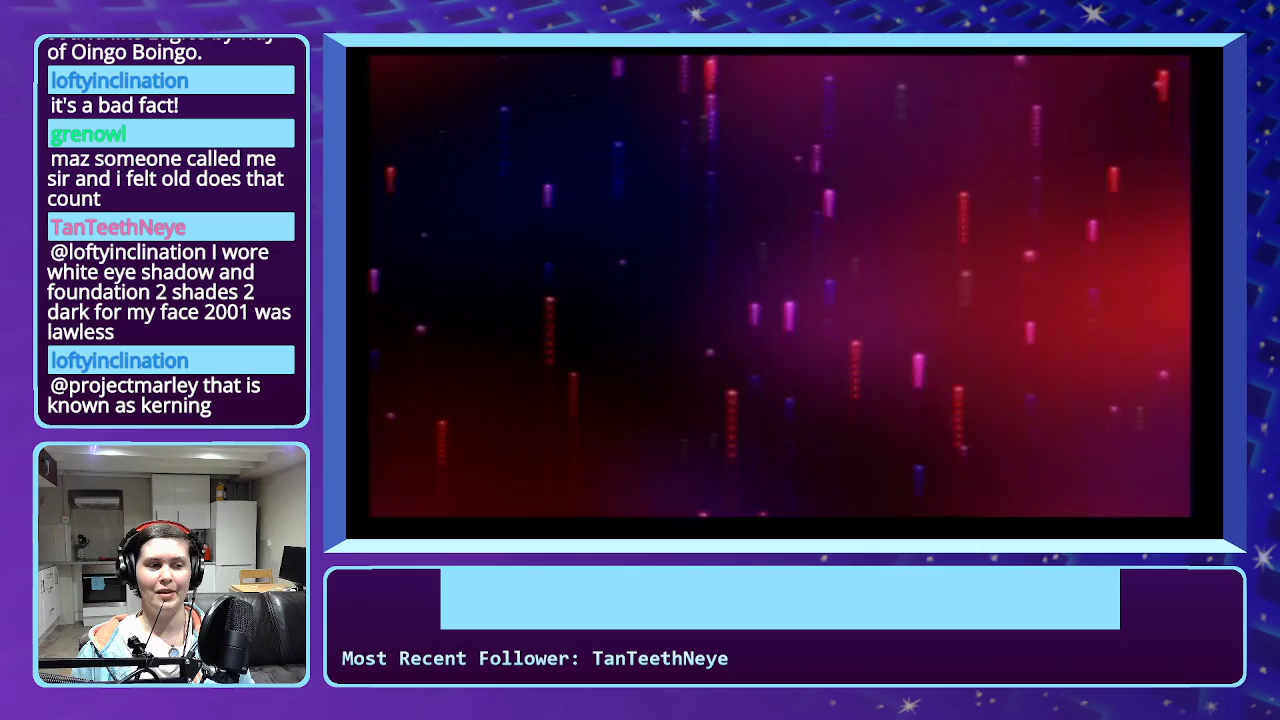 of Oingo Boingo.
loftyinclination
it's a bad fact!
grenowl
maz someone called me
sir and i felt old does that
count
TanTeethNeye
@loftyinclination I wore
white eye shadow and
foundation 2 shades 2
dark for my face 2001 was
lawless
loftyinclination
@projectmarley that is
known as kerning
Most Recent Follower: TanTeethNeye